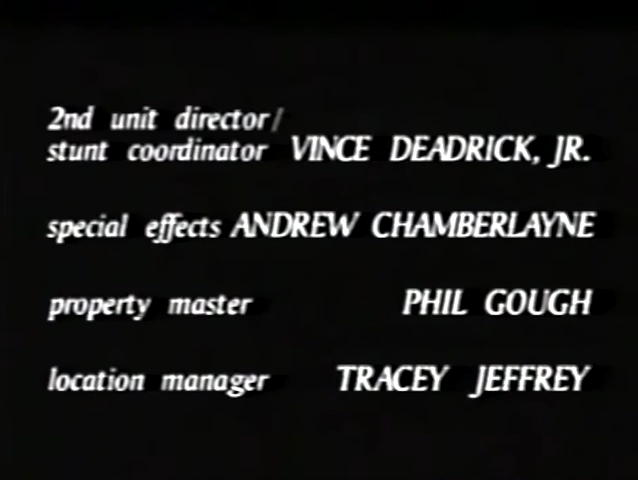 2nd unit director/
stunt coordinator VINCE DEADRICK, JR.
special effects ANDREW CHAMBERLAYNE
property master PHIL GOUGH
location manager TRACEY JEFFREY